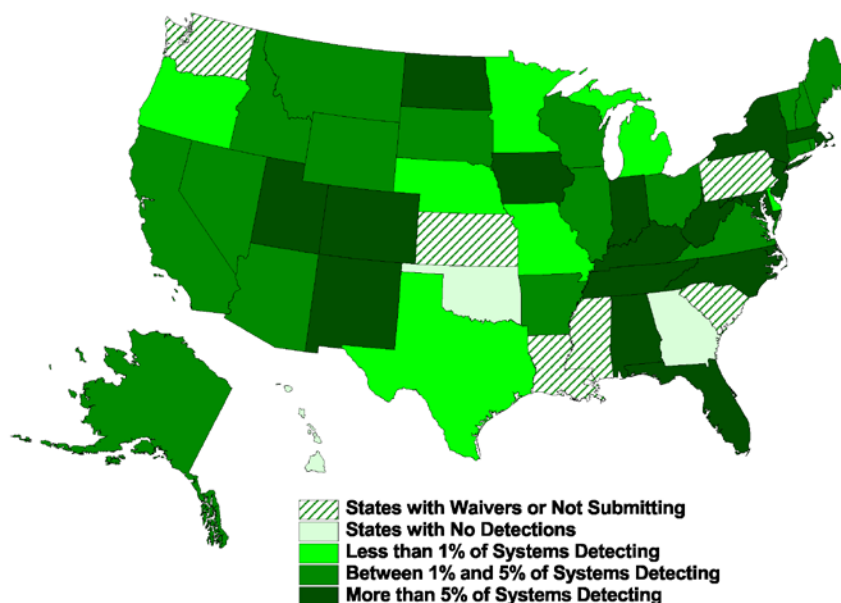 States with Waivers or Not Submitting
States with No Detections
Less than 1% of Systems Detecting
Between 1% and 5% of Systems Detecting
More than 5% of Systems Detecting